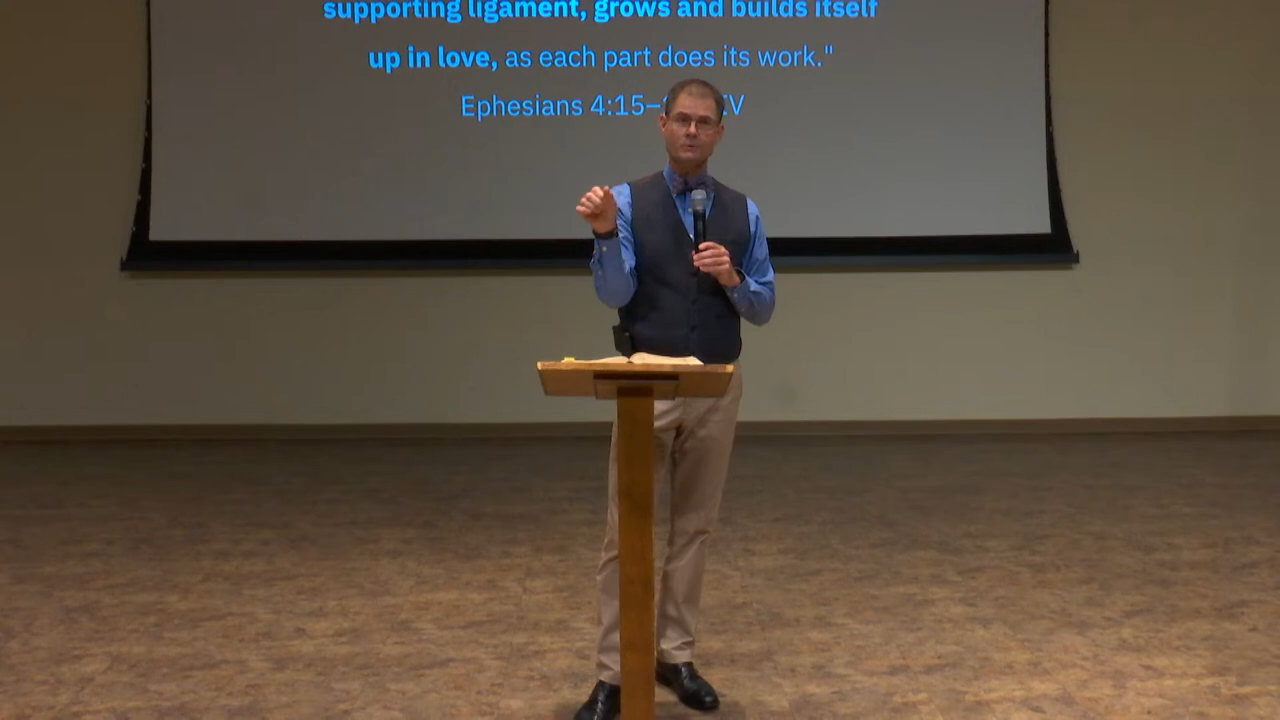 supporting ligament, grows and builds itself
up in love, as each part does its work."
Ephesians 4:15–